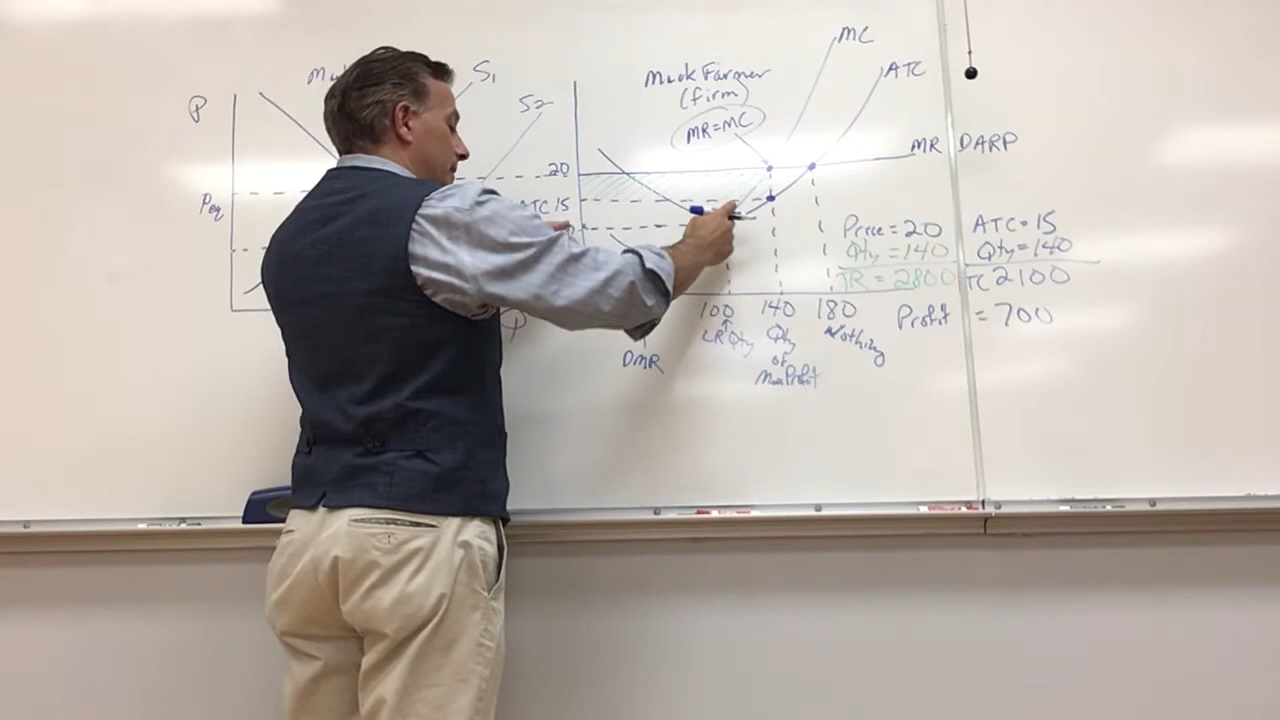 P
S1
S2
Peq
Muck Farmer
(firm)
MR=MC
MC
ATC
MR DARP
20
ATC 15
Price = 20
Qty = 140
TR = 2800
ATC = 15
Qty = 140
TC 2100
Profit = 700
100
140
180
LR Qty
Qty
of
Max Profit
Nothing
DMR